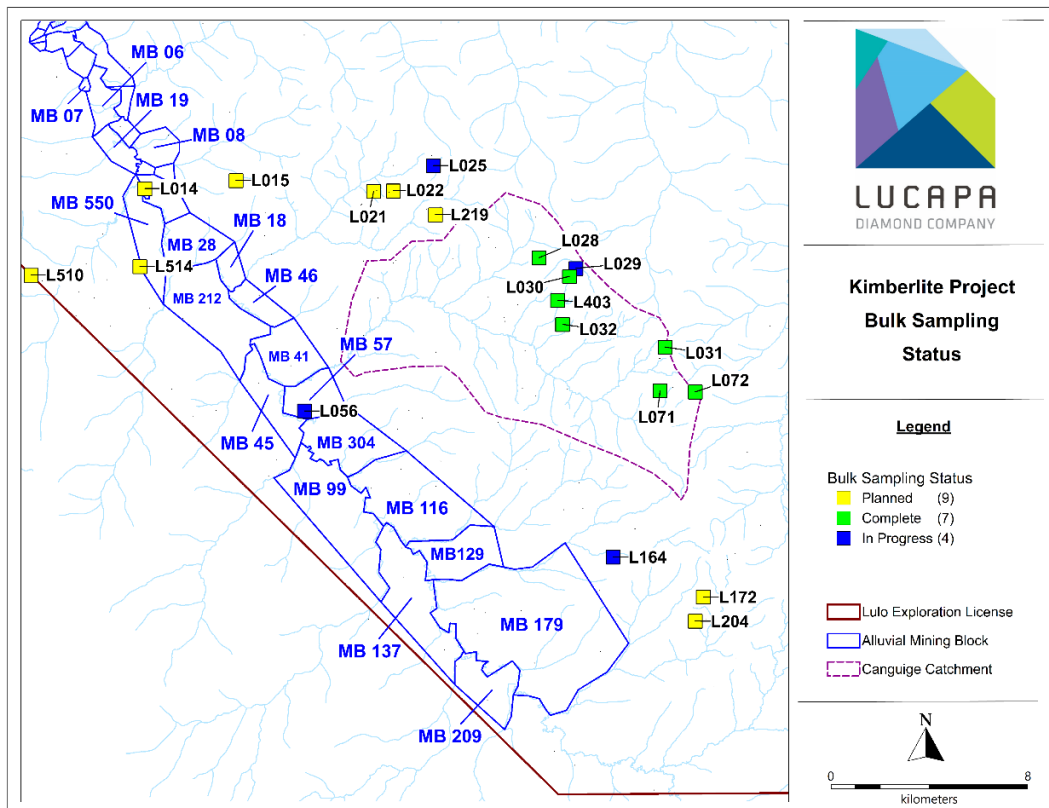 MB 06
MB 07
MB 19
MB 08
L014
L015
L025
L021
L022
L219
MB 550
MB 28
MB 18
L510
L514
MB 212
MB 46
L028
L029
L030
L403
L032
MB 41
MB 57
L031
L072
L071
L056
MB 45
MB 304
MB 99
MB 116
MB129
L164
L172
L204
MB 179
MB 137
MB 209
LUCAPA
DIAMOND COMPANY
Kimberlite Project
Bulk Sampling
Status
Legend
Bulk Sampling Status
Planned (9)
Complete (7)
In Progress (4)
Lulo Exploration License
Alluvial Mining Block
Canguige Catchment
N
0 8
kilometers